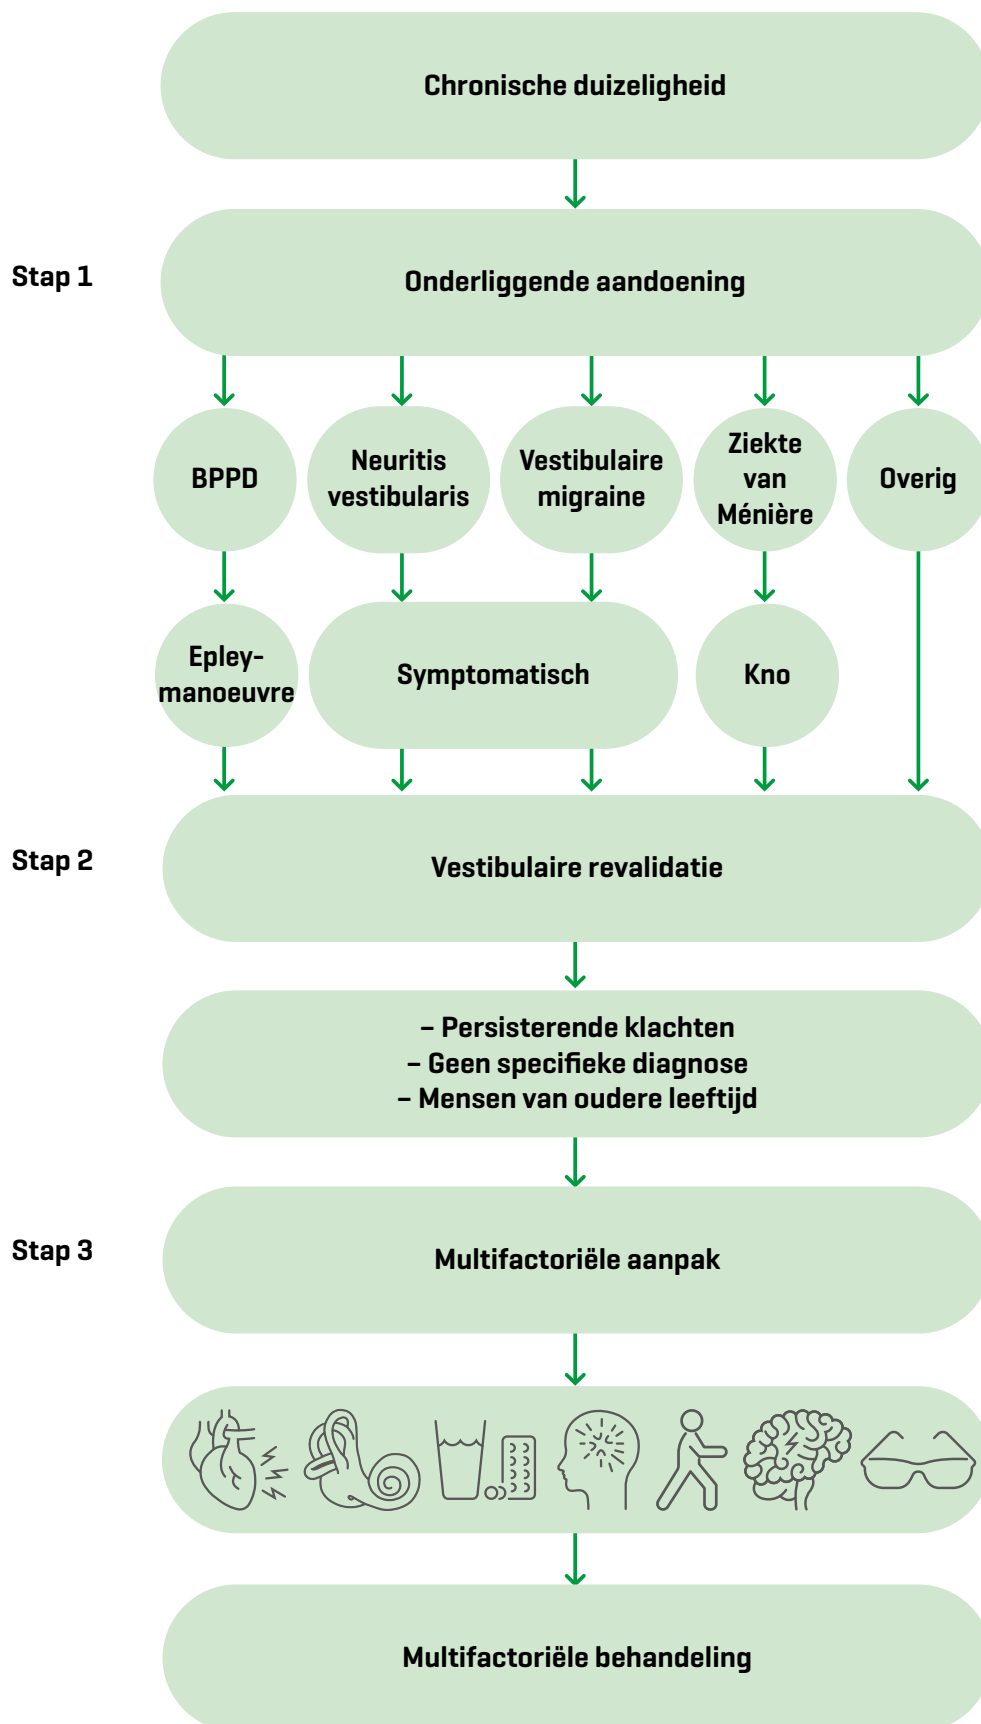 Chronische duizeligheid
Stap 1
Onderliggende aandoening
BPPD
Neuritis
vestibularis
Vestibulaire
migraine
Ziekte
van
Ménière
Overig
Epley-
manoeuvre
Symptomatisch
Kno
Stap 2
Vestibulaire revalidatie
– Persisterende klachten
– Geen specifieke diagnose
– Mensen van oudere leeftijd
Stap 3
Multifactoriële aanpak
Multifactoriële behandeling